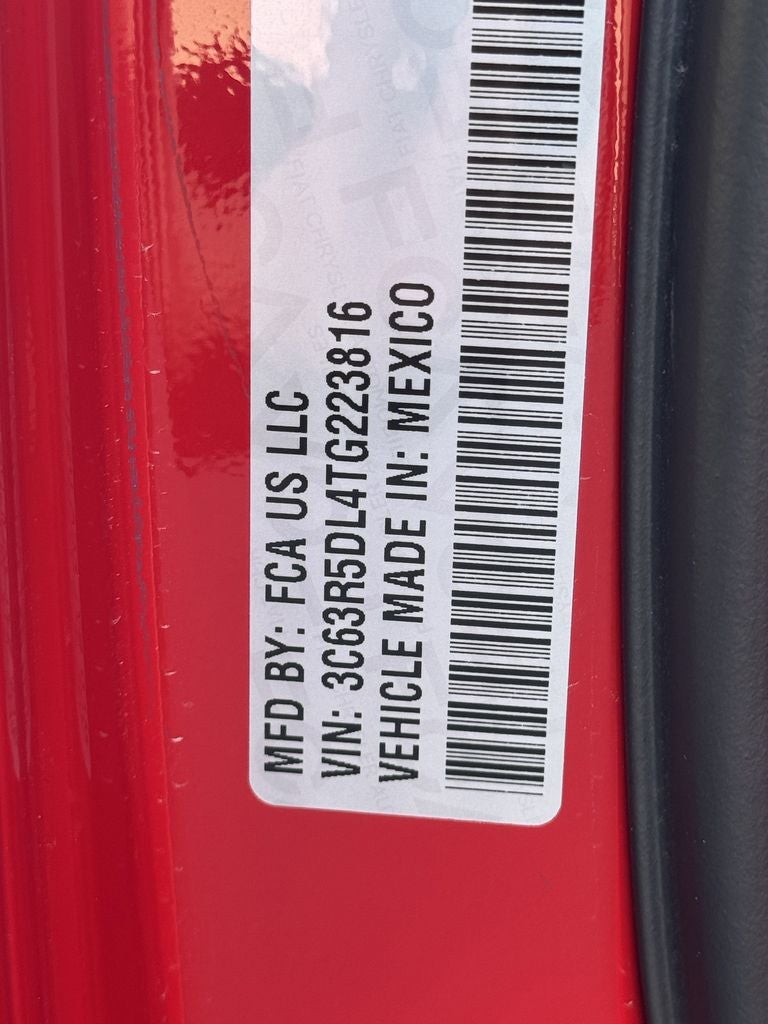 MFD BY: FCA US LLC
VIN: 3C63R5DL4TG223816
VEHICLE MADE IN: MEXICO